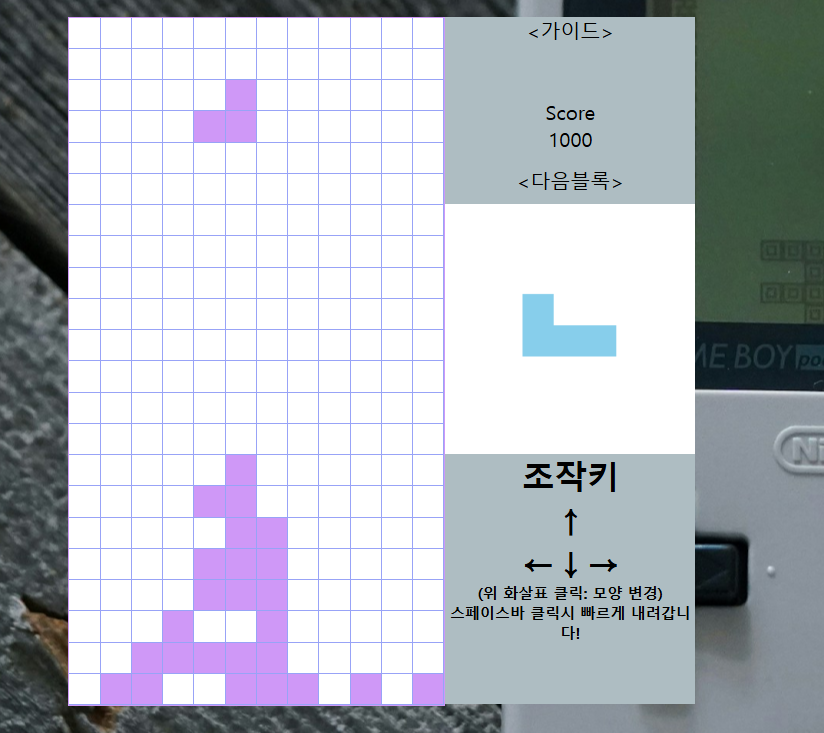 <가이드>
Score
1000
<다음블록>
조작키
↑
← ↓ →
(위 화살표 클릭: 모양 변경)
스페이스바 클릭시 빠르게 내려갑니
다!
ME BOY